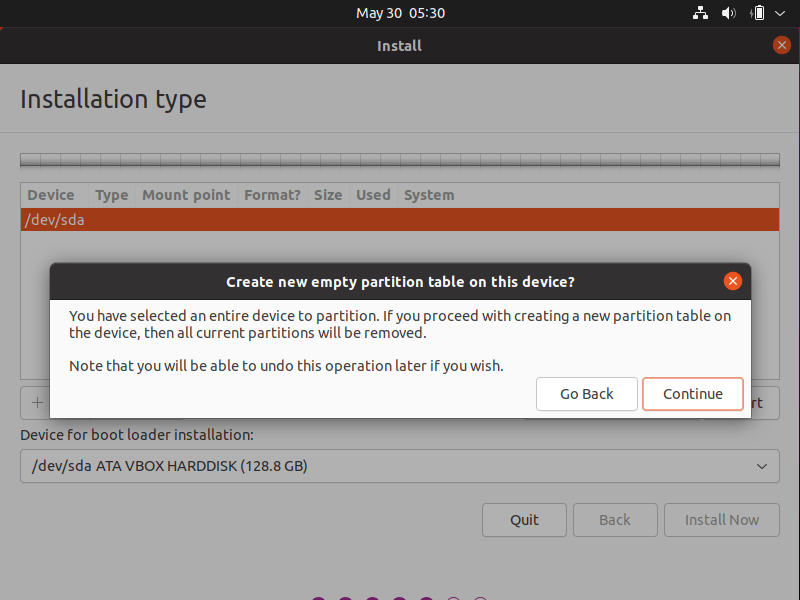 May 30 05:30
Install
Installation type
Device Type Mount point Format? Size Used System
/dev/sda
Create new empty partition table on this device?
You have selected an entire device to partition. If you proceed with creating a new partition table on
the device, then all current partitions will be removed.
Note that you will be able to undo this operation later if you wish.
Go Back Continue
+ rt
Device for boot loader installation:
/dev/sda ATA VBOX HARDDISK (128.8 GB)
Quit Back Install Now